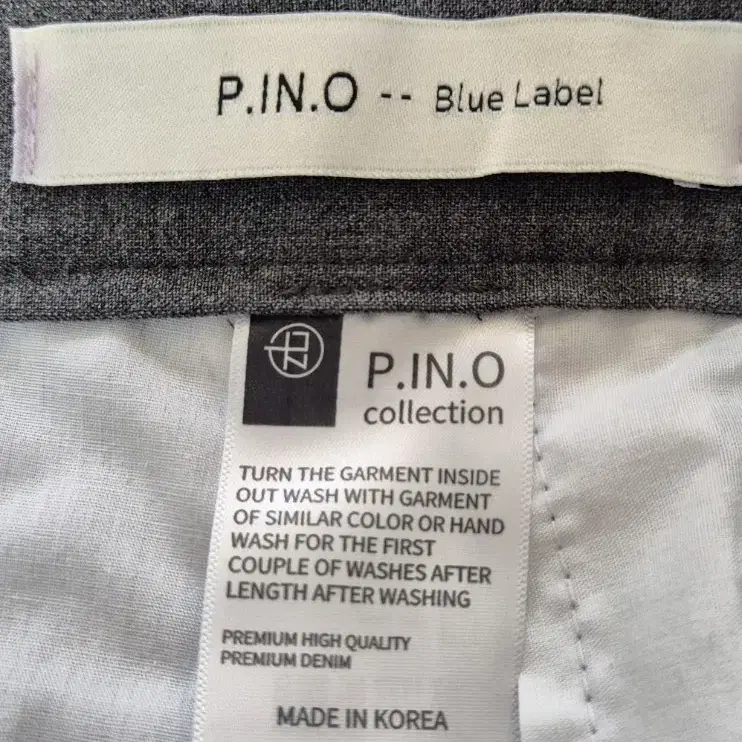 P.IN.O -- Blue Label
P.IN.O
collection
TURN THE GARMENT INSIDE
OUT WASH WITH GARMENT
OF SIMILAR COLOR OR HAND
WASH FOR THE FIRST
COUPLE OF WASHES AFTER
LENGTH AFTER WASHING
PREMIUM HIGH QUALITY
PREMIUM DENIM
MADE IN KOREA